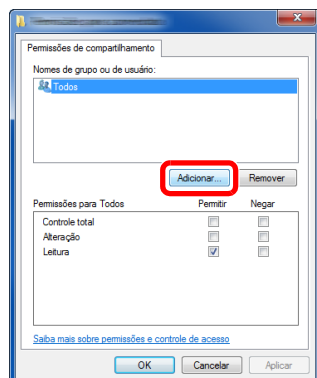 Permissões de compartilhamento
Nomes de grupo ou de usuário:
Todos
Adicionar... Remover
Permissões para Todos Permitir Negar
Controle total
Alteração
Leitura
Saiba mais sobre permissões e controle de acesso
OK Cancelar Aplicar